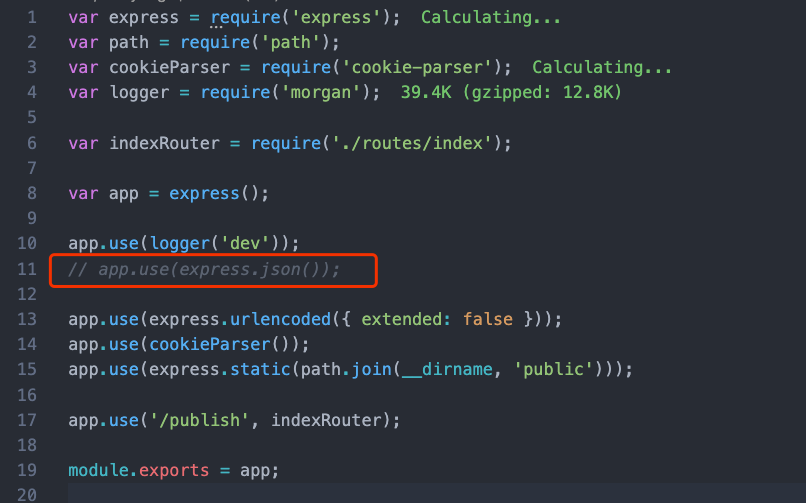 1 var express = require('express'); Calculating...
2 var path = require('path');
3 var cookieParser = require('cookie-parser'); Calculating...
4 var logger = require('morgan'); 39.4K (gzipped: 12.8K)
5
6 var indexRouter = require('./routes/index');
7
8 var app = express();
9
10 app.use(logger('dev'));
11 // app.use(express.json());
12
13 app.use(express.urlencoded({ extended: false }));
14 app.use(cookieParser());
15 app.use(express.static(path.join(__dirname, 'public')));
16
17 app.use('/publish', indexRouter);
18
19 module.exports = app;
20